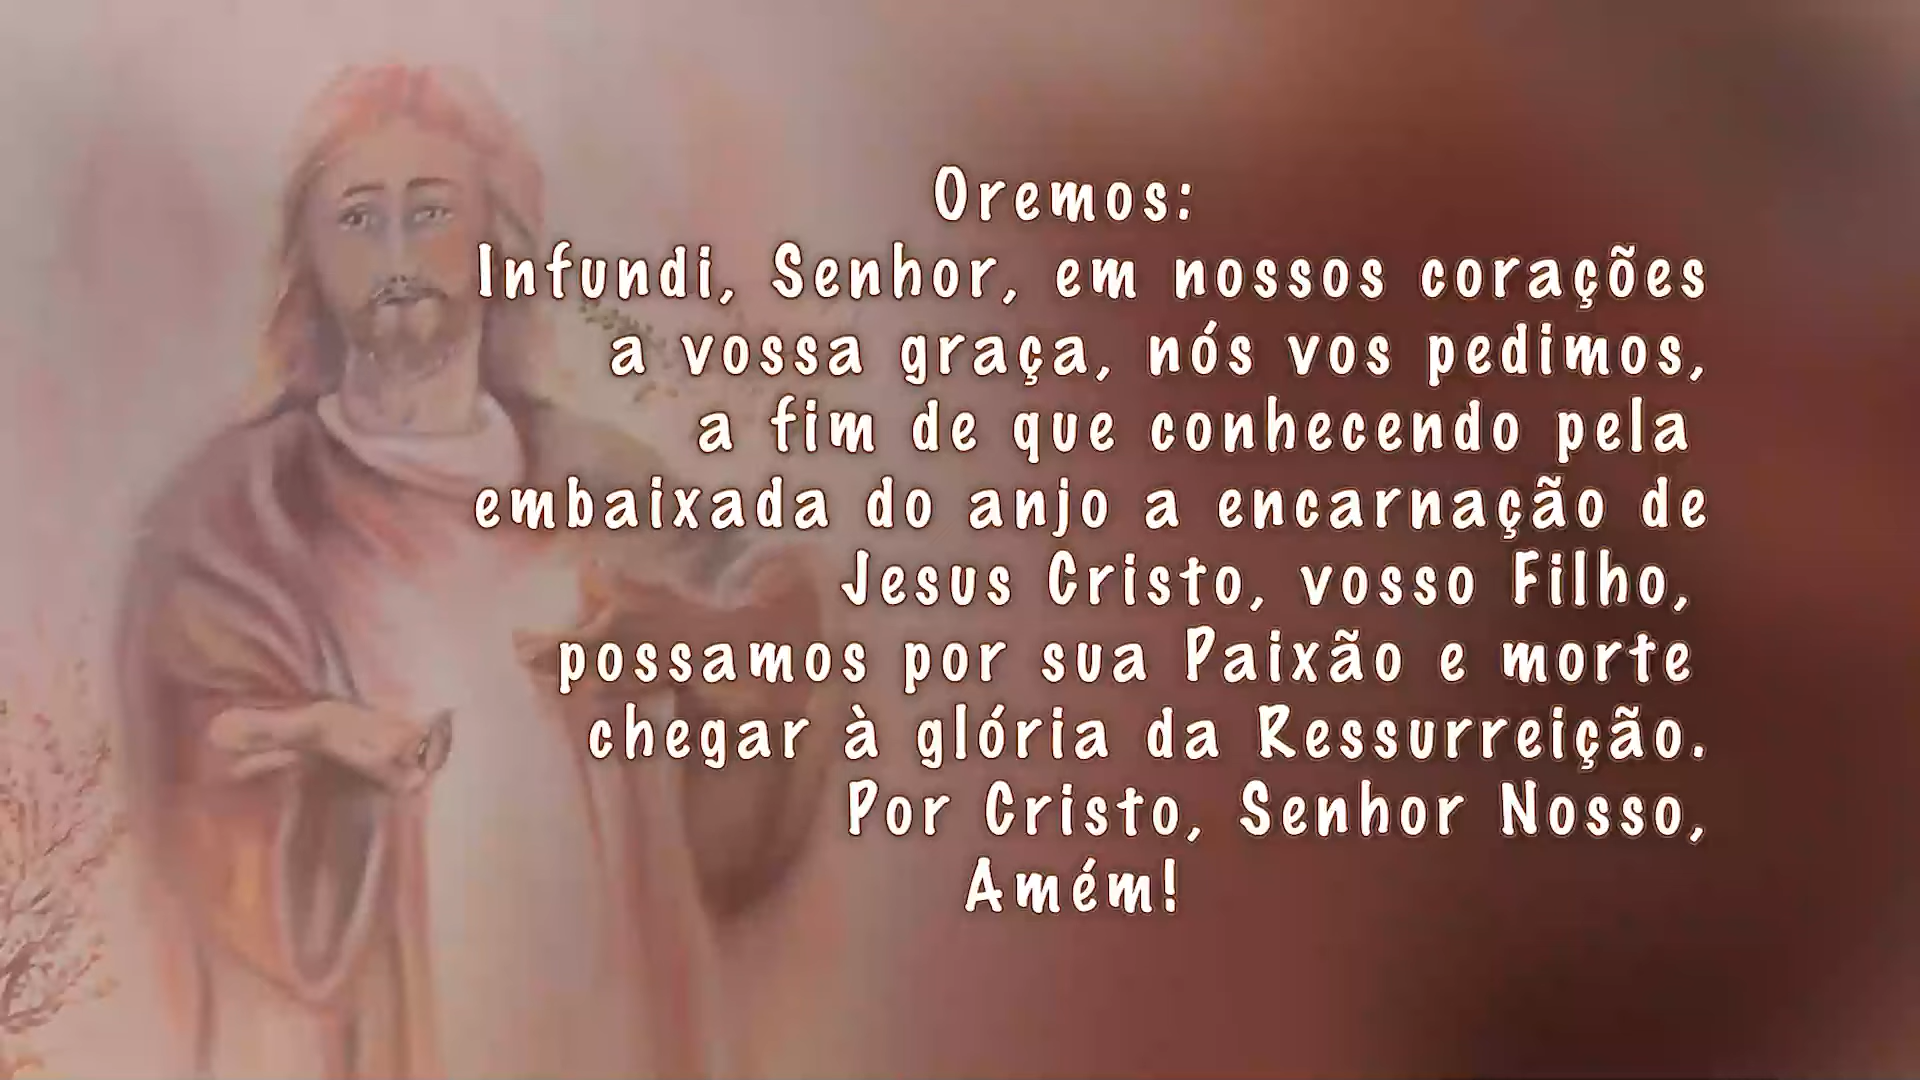 Oremos:
Infundi, Senhor, em nossos corações
a vossa graça, nós vos pedimos,
a fim de que conhecendo pela
embaixada do anjo a encarnação de
Jesus Cristo, vosso Filho,
possamos por sua Paixão e morte
chegar à glória da Ressurreição.
Por Cristo, Senhor Nosso,
Amém!